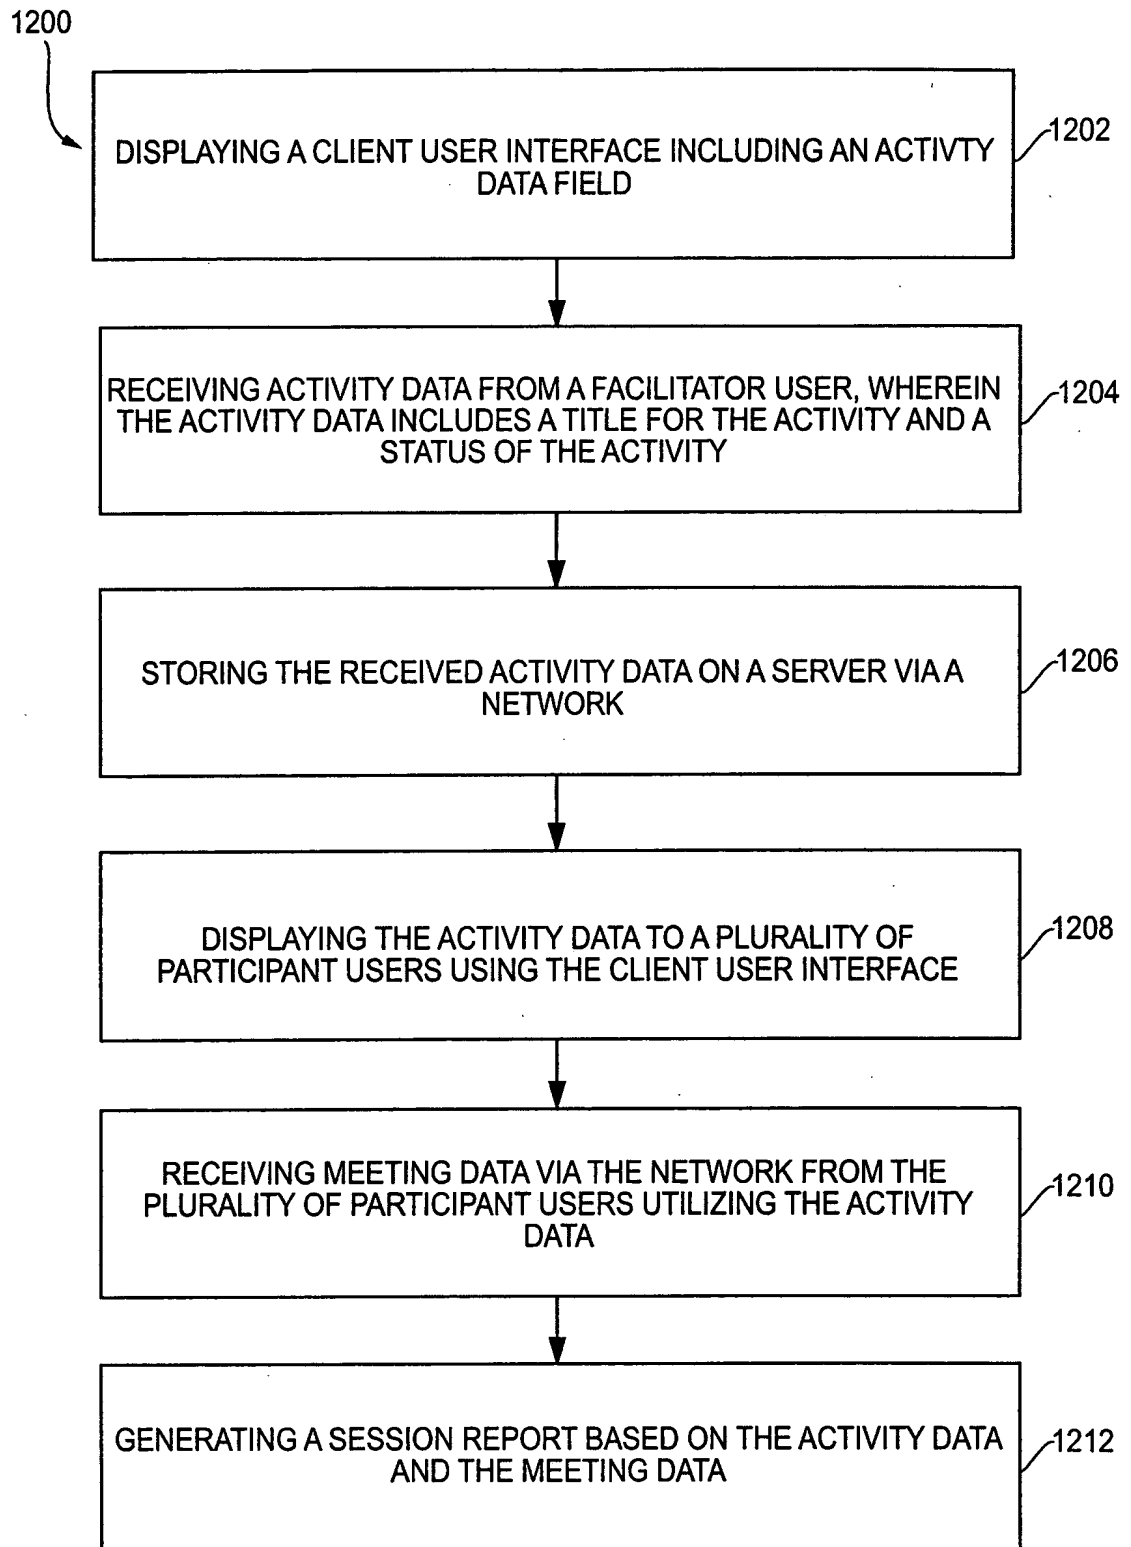 1200
DISPLAYING A CLIENT USER INTERFACE INCLUDING AN ACTIVTY
DATA FIELD
1202
RECEIVING ACTIVITY DATA FROM A FACILITATOR USER, WHEREIN
THE ACTIVITY DATA INCLUDES A TITLE FOR THE ACTIVITY AND A
STATUS OF THE ACTIVITY
1204
STORING THE RECEIVED ACTIVITY DATA ON A SERVER VIA A
NETWORK
1206
DISPLAYING THE ACTIVITY DATA TO A PLURALITY OF
PARTICIPANT USERS USING THE CLIENT USER INTERFACE
1208
RECEIVING MEETING DATA VIA THE NETWORK FROM THE
PLURALITY OF PARTICIPANT USERS UTILIZING THE ACTIVITY
DATA
1210
GENERATING A SESSION REPORT BASED ON THE ACTIVITY DATA
AND THE MEETING DATA
1212